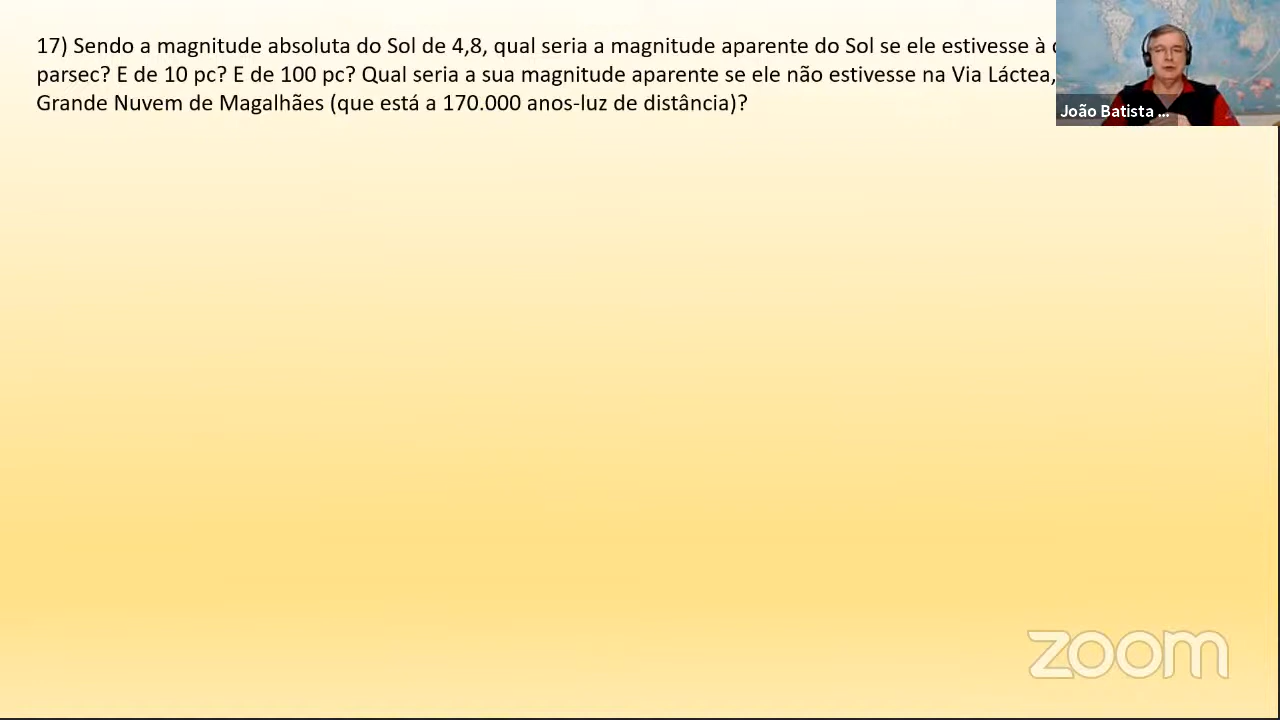 17) Sendo a magnitude absoluta do Sol de 4,8, qual seria a magnitude aparente do Sol se ele estivesse à
parsec? E de 10 pc? E de 100 pc? Qual seria a sua magnitude aparente se ele não estivesse na Via Láctea,
Grande Nuvem de Magalhães (que está a 170.000 anos-luz de distância)?
João Batista ...
zoom